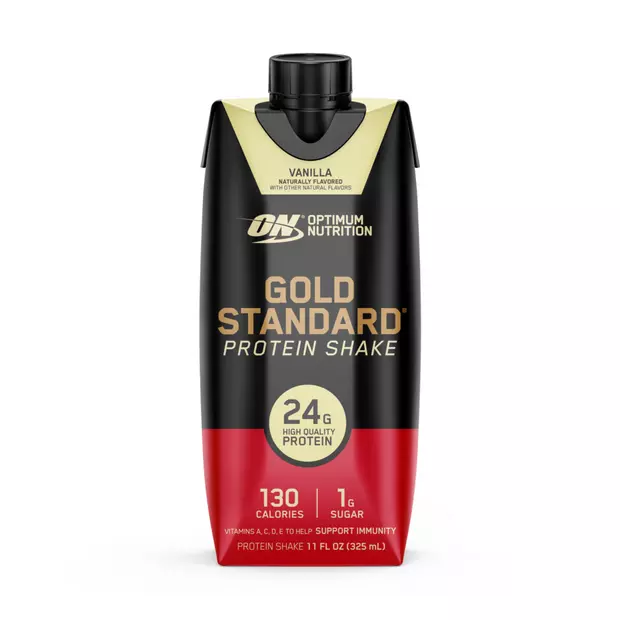 VANILLA
NATURALLY FLAVORED
WITH OTHER NATURAL FLAVORS
ON® OPTIMUM
NUTRITION
GOLD
STANDARD®
PROTEIN SHAKE
24G
HIGH QUALITY
PROTEIN
130 1G
CALORIES SUGAR
VITAMINS A, C, D, E TO HELP SUPPORT IMMUNITY
PROTEIN SHAKE 11 FL OZ (325 mL)